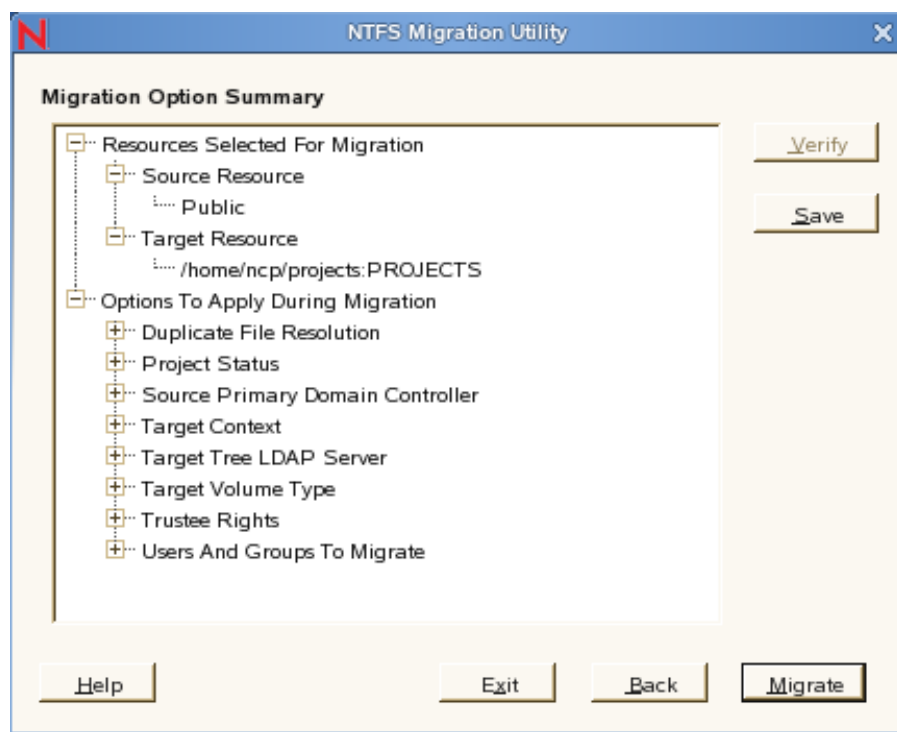 N
NTFS Migration Utility
Migration Option Summary
Resources Selected For Migration
Source Resource
Public
Target Resource
/home/ncp/projects:PROJECTS
Options To Apply During Migration
Duplicate File Resolution
Project Status
Source Primary Domain Controller
Target Context
Target Tree LDAP Server
Target Volume Type
Trustee Rights
Users And Groups To Migrate
Verify
Save
Help
Exit
Back
Migrate